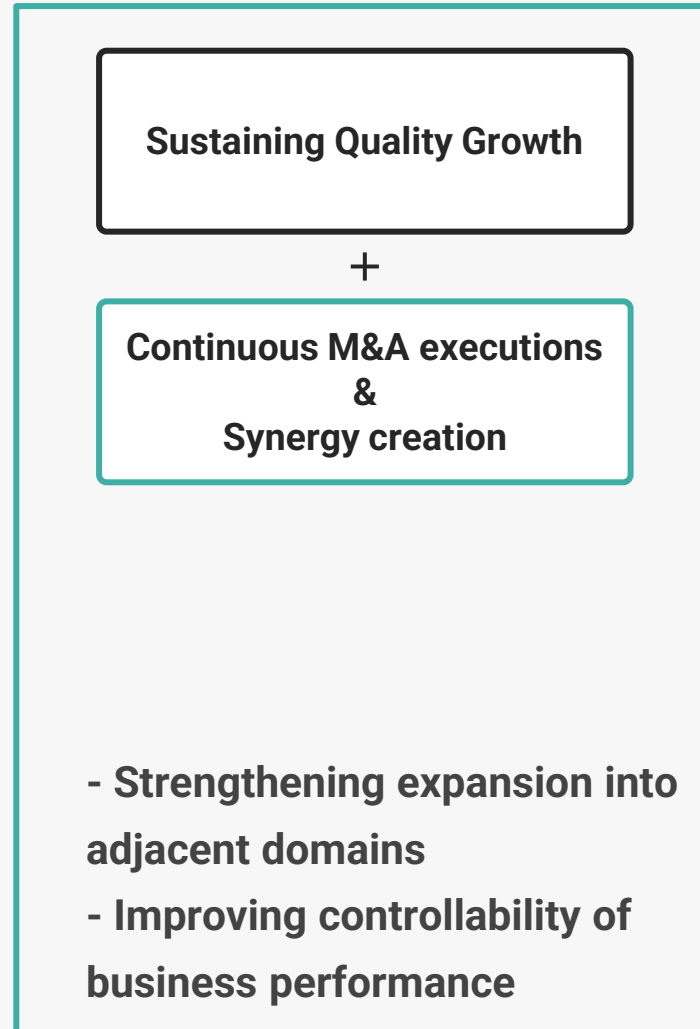 Sustaining Quality Growth
+
Continuous M&A executions
&
Synergy creation
- Strengthening expansion into
adjacent domains
- Improving controllability of
business performance